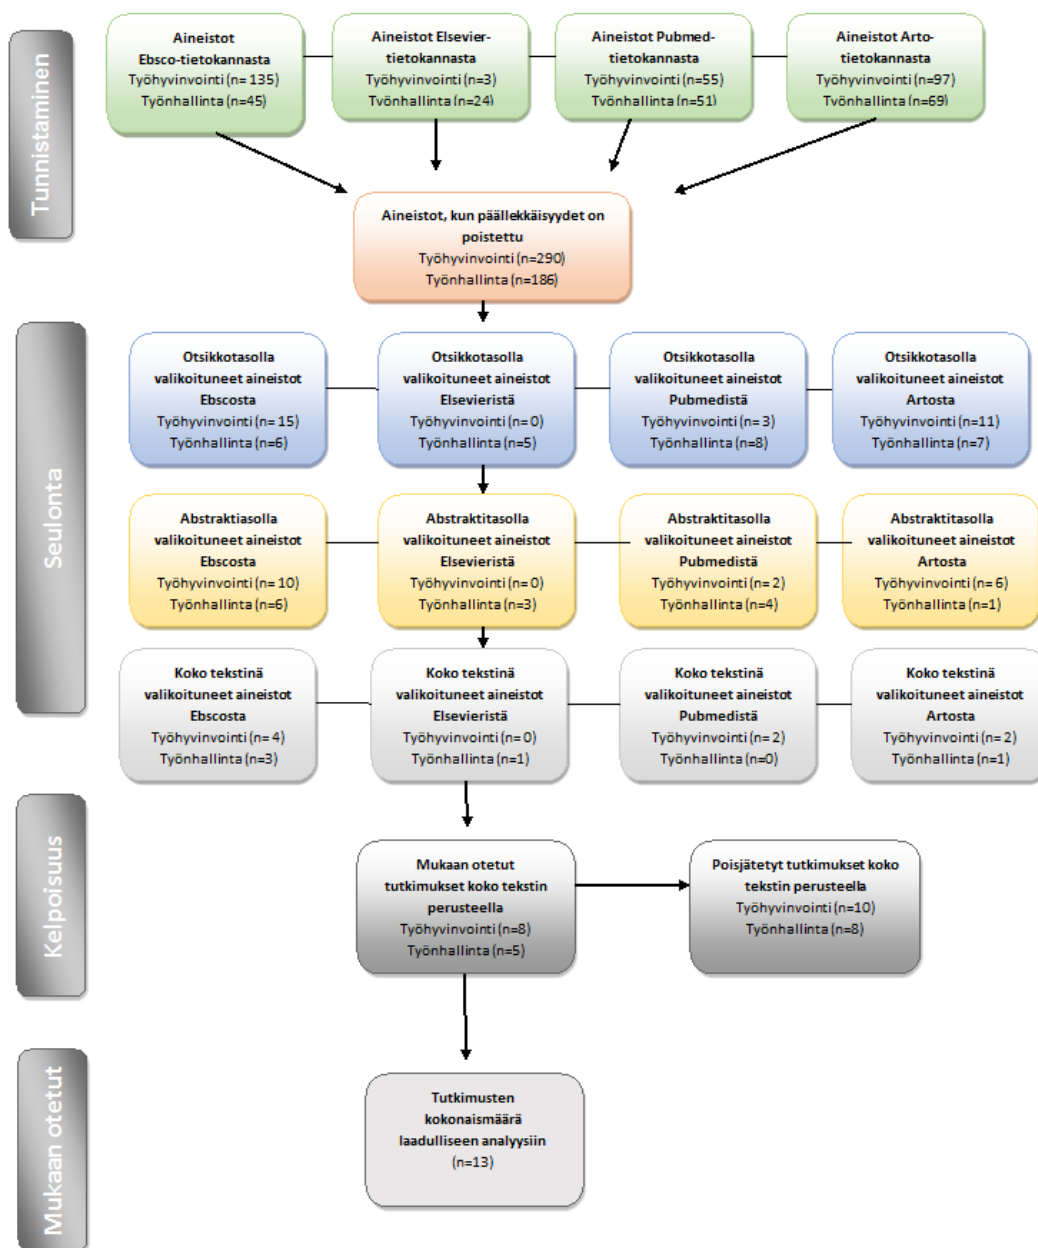 Tunnistaminen
Aineistot
Ebsco-tietokannasta
Työhyvinvointi (n= 135)
Työnhallinta (n=45)
Aineistot Elsevier-
tietokannasta
Työhyvinvointi (n=3)
Työnhallinta (n=24)
Aineistot Pubmed-
tietokannasta
Työhyvinvointi (n=55)
Työnhallinta (n=51)
Aineistot Arto-
tietokannasta
Työhyvinvointi (n=97)
Työnhallinta (n=69)
Aineistot, kun päällekkäisyydet on
poistettu
Työhyvinvointi (n=290)
Työnhallinta (n=186)
Seulonta
Otsikkotasolla
valikoituneet aineistot
Ebscosta
Työhyvinvointi (n= 15)
Työnhallinta (n=6)
Otsikkotasolla
valikoituneet aineistot
Elsevieristä
Työhyvinvointi (n= 0)
Työnhallinta (n=5)
Otsikkotasolla
valikoituneet aineistot
Pubmedistä
Työhyvinvointi (n= 3)
Työnhallinta (n=8)
Otsikkotasolla
valikoituneet aineistot
Artosta
Työhyvinvointi (n=11)
Työnhallinta (n=7)
Abstraktiasolla
valikoituneet aineistot
Ebscosta
Työhyvinvointi (n= 10)
Työnhallinta (n=6)
Abstraktitasolla
valikoituneet aineistot
Elsevieristä
Työhyvinvointi (n= 0)
Työnhallinta (n=3)
Abstraktitasolla
valikoituneet aineistot
Pubmedistä
Työhyvinvointi (n= 2)
Työnhallinta (n=4)
Abstraktitasolla
valikoituneet aineistot
Artosta
Työhyvinvointi (n= 6)
Työnhallinta (n=1)
Koko tekstinä
valikoituneet aineistot
Ebscosta
Työhyvinvointi (n= 4)
Työnhallinta (n=3)
Koko tekstinä
valikoituneet aineistot
Elsevieristä
Työhyvinvointi (n= 0)
Työnhallinta (n=1)
Koko tekstinä
valikoituneet aineistot
Pubmedistä
Työhyvinvointi (n= 2)
Työnhallinta (n=0)
Koko tekstinä
valikoituneet aineistot
Artosta
Työhyvinvointi (n= 2)
Työnhallinta (n=1)
Kelpoisuus
Mukaan otetut
tutkimukset koko tekstin
perusteella
Työhyvinvointi (n=8)
Työnhallinta (n=5)
Poisjätetyt tutkimukset koko
tekstin perusteella
Työhyvinvointi (n=10)
Työnhallinta (n=8)
Mukaan otetut
Tutkimusten
kokonaismäärä
laadulliseen analyysiin
(n=13)